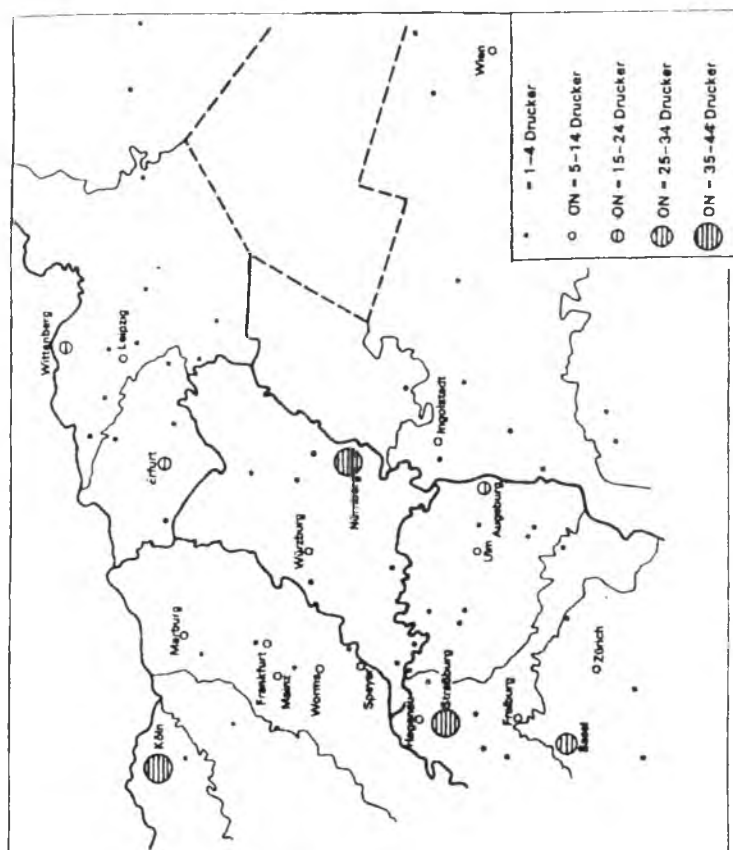 Wittenberg
Leipzig
Erfurt
Köln
Marburg
Frankfurt
Mainz
Worms
Würzburg
Nürnberg
Speyer
Hagenau
Straßburg
Ingolstadt
Ulm
Augsburg
Freiburg
Basel
Zürich
Wien
• = 1-4 Drucker
ON = 5-14 Drucker
ON = 15-24 Drucker
ON = 25-34 Drucker
ON = 35-44 Drucker